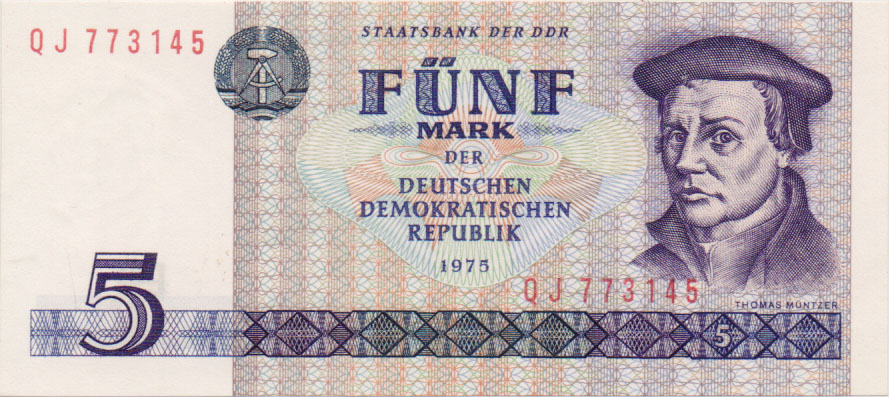 QJ 773145
STAATSBANK DER DDR
FÜNF
MARK
DER
DEUTSCHEN
DEMOKRATISCHEN
REPUBLIK
1975
QJ 773145
THOMAS MÜNTZER
5
5